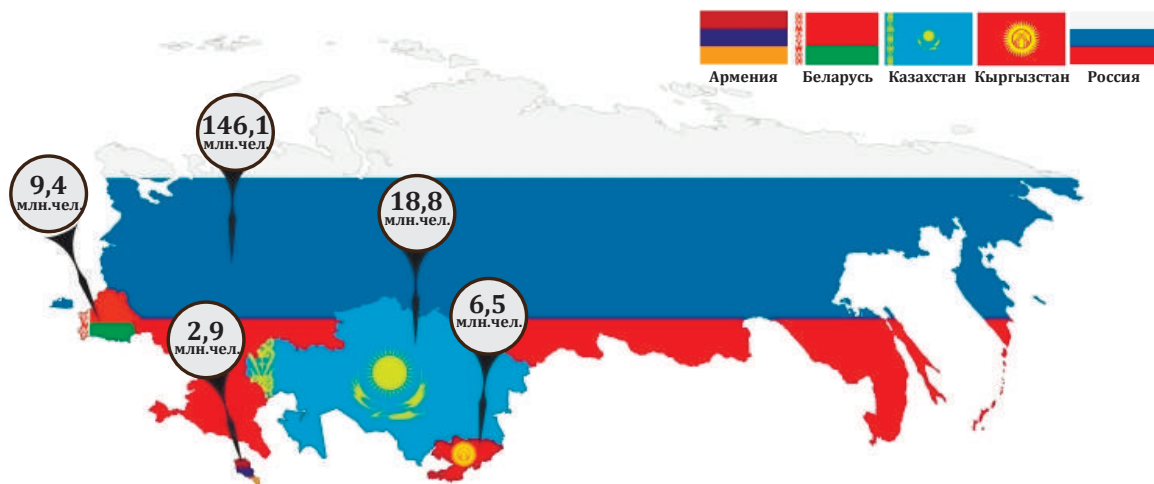 Армения
Беларусь
Казахстан
Кыргызстан
Россия
146,1
млн.чел.
9,4
млн.чел.
18,8
млн.чел.
6,5
млн.чел.
2,9
млн.чел.